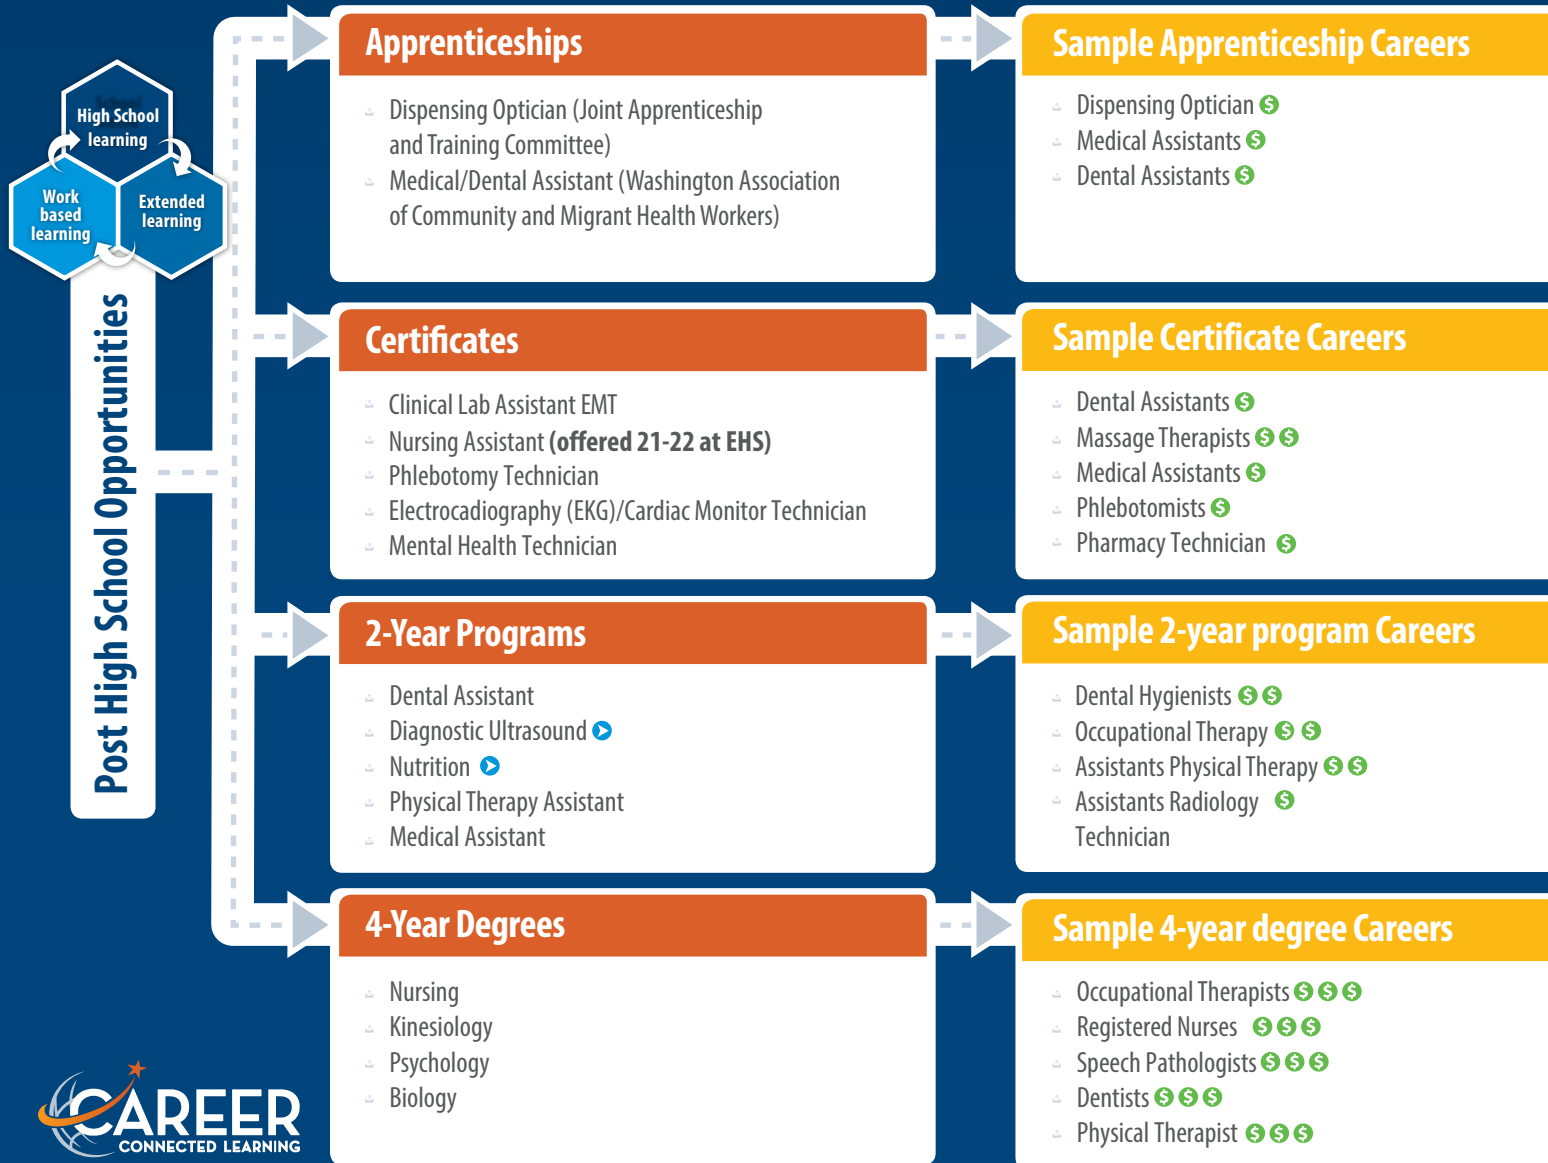 High School
learning
Work
based
learning
Extended
learning
Post High School Opportunities
Apprenticeships
Dispensing Optician (Joint Apprenticeship
and Training Committee)
Medical/Dental Assistant (Washington Association
of Community and Migrant Health Workers)
Sample Apprenticeship Careers
Dispensing Optician $
Medical Assistants $
Dental Assistants $
Certificates
Clinical Lab Assistant EMT
Nursing Assistant (offered 21-22 at EHS)
Phlebotomy Technician
Electrocadiography (EKG)/Cardiac Monitor Technician
Mental Health Technician
Sample Certificate Careers
Dental Assistants $
Massage Therapists $ $
Medical Assistants $
Phlebotomists $
Pharmacy Technician $
2-Year Programs
Dental Assistant
Diagnostic Ultrasound
Nutrition
Physical Therapy Assistant
Medical Assistant
Sample 2-year program Careers
Dental Hygienists $ $
Occupational Therapy $ $
Assistants Physical Therapy $ $
Assistants Radiology $
Technician
4-Year Degrees
Nursing
Kinesiology
Psychology
Biology
Sample 4-year degree Careers
Occupational Therapists $ $ $
Registered Nurses $ $ $
Speech Pathologists $ $ $
Dentists $ $ $
Physical Therapist $ $ $
CAREER
CONNECTED LEARNING